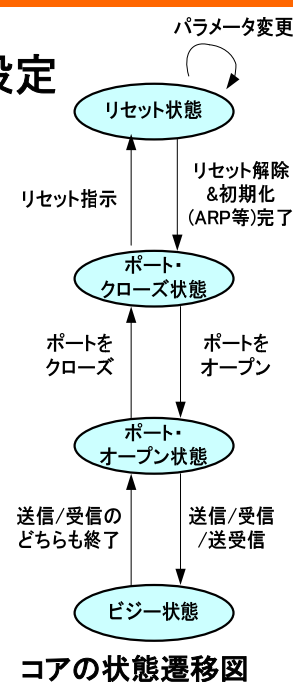 パラメータ変更
設定
リセット状態
リセット指示
リセット解除
&初期化
(ARP等)完了
ポート・
クローズ状態
ポートを
クローズ
ポートを
オープン
ポート・
オープン状態
送信/受信の
どちらも終了
送信/受信
/送受信
ビジー状態
コアの状態遷移図